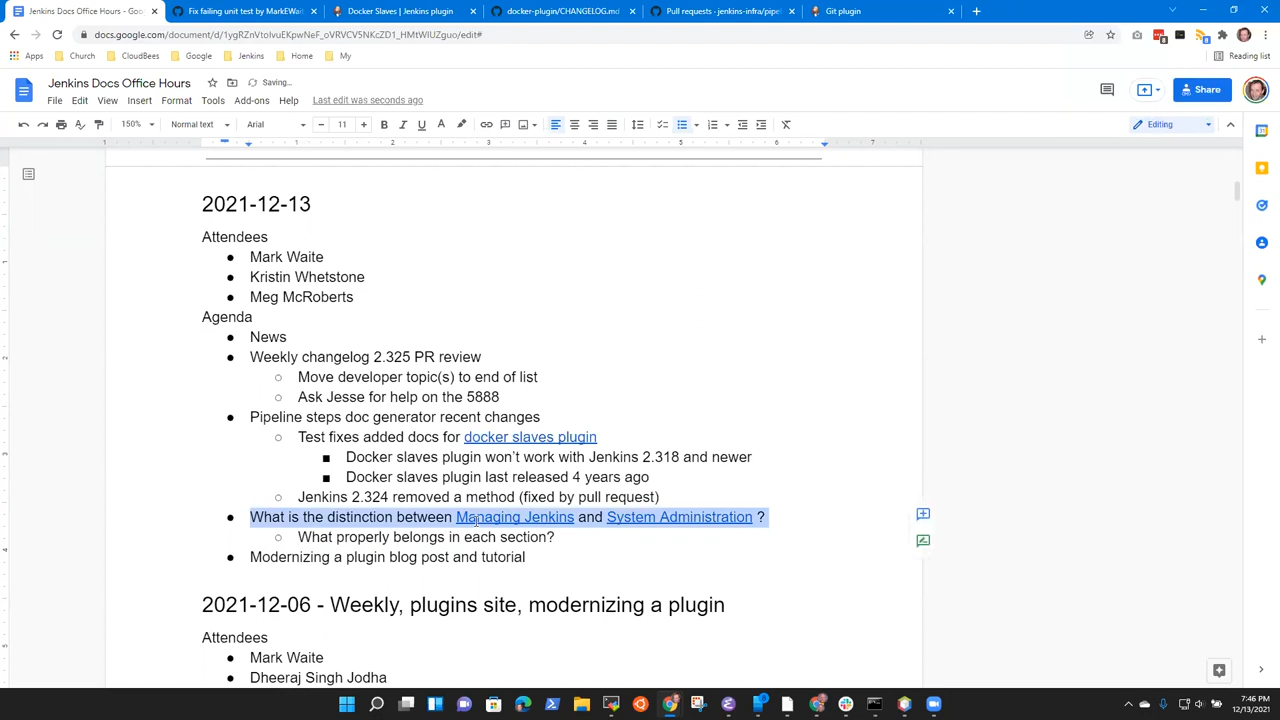 Jenkins Docs Office Hours - Goo
Fix failing unit test by MarkEWait
Docker Slaves | Jenkins plugin
docker-plugin/CHANGELOG.md
Pull requests · jenkins-infra/pipe
Git plugin
docs.google.com/document/d/1ygRZnVtoIvuEKpwNeF_oVRVCV5NKcZD1_HMtWIUZguo/edit#
Apps
Church
CloudBees
Google
Jenkins
Home
My
Reading list
Jenkins Docs Office Hours
Saving...
File Edit View Insert Format Tools Add-ons Help Last edit was seconds ago
Share
150% Normal text Arial 11 Editing
1 1 2 3 4 5 6 7
2021-12-13
Attendees
● Mark Waite
● Kristin Whetstone
● Meg McRoberts
Agenda
● News
● Weekly changelog 2.325 PR review
○ Move developer topic(s) to end of list
○ Ask Jesse for help on the 5888
● Pipeline steps doc generator recent changes
○ Test fixes added docs for docker slaves plugin
■ Docker slaves plugin won't work with Jenkins 2.318 and newer
■ Docker slaves plugin last released 4 years ago
○ Jenkins 2.324 removed a method (fixed by pull request)
● What is the distinction between Managing Jenkins and System Administration ?
○ What properly belongs in each section?
● Modernizing a plugin blog post and tutorial
2021-12-06 - Weekly, plugins site, modernizing a plugin
Attendees
● Mark Waite
● Dheeraj Singh Jodha
7:46 PM
12/13/2021